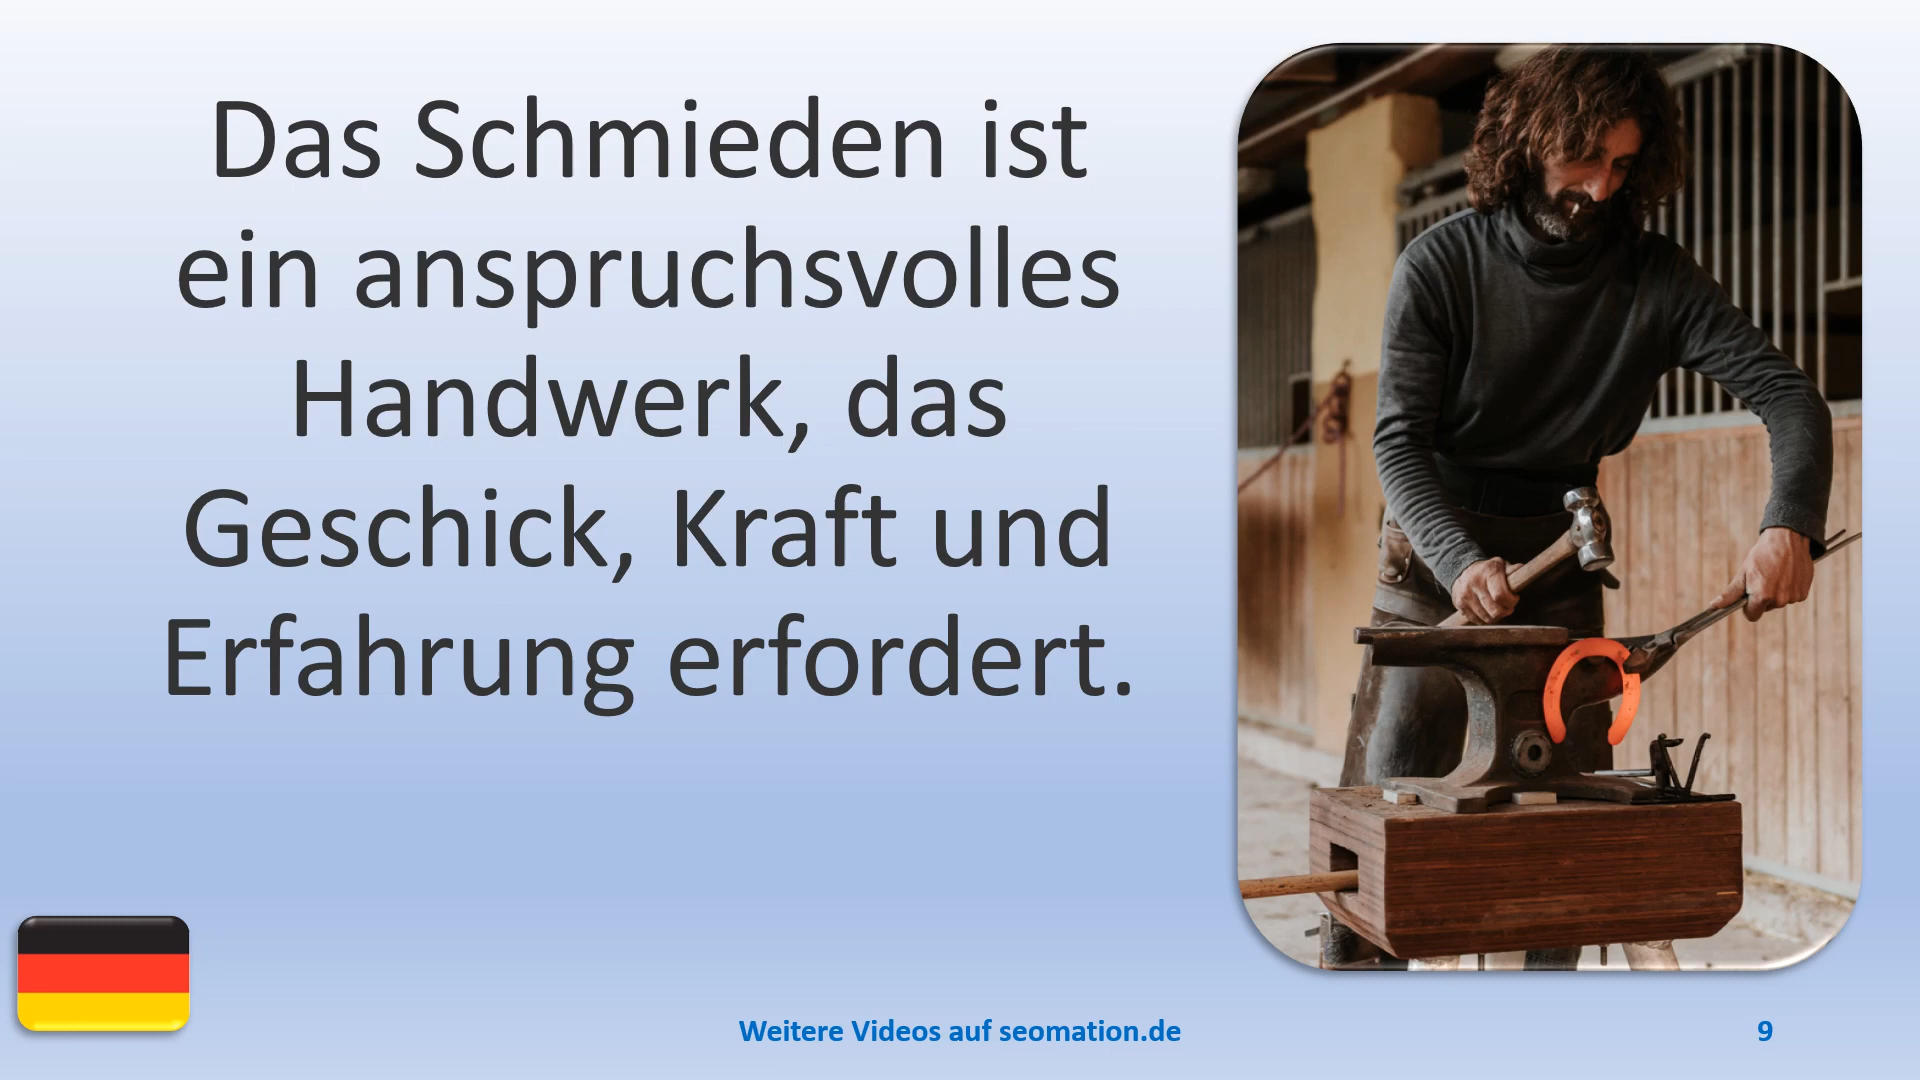 Das Schmieden ist
ein anspruchsvolles
Handwerk, das
Geschick, Kraft und
Erfahrung erfordert.
Weitere Videos auf seomation.de
9